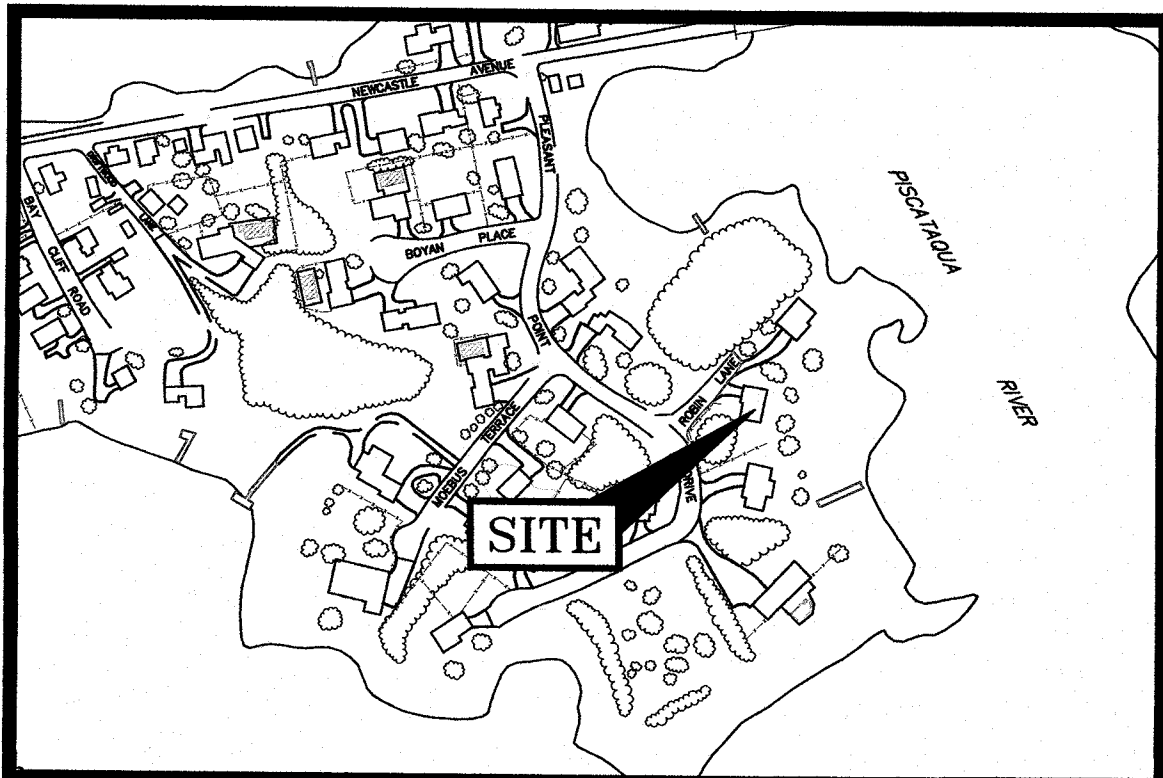 NEWCASTLE AVENUE
PLEASANT
PISCATAQUA
BAY CLIFF ROAD
LANE
BOYAN PLACE
POINT
RIVER
ROBIN LANE
MOEBUS TERRACE
DRIVE
SITE